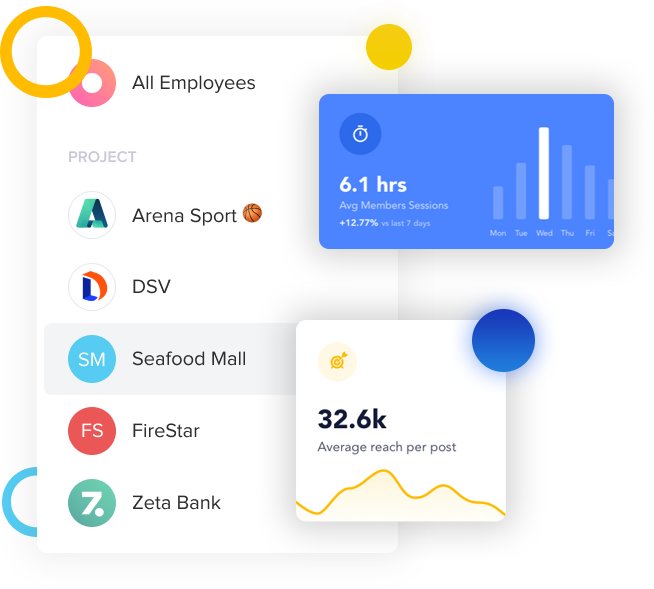 All Employees
PROJECT
Arena Sport
DSV
SM Seafood Mall
FS FireStar
Z. Zeta Bank
6.1 hrs
Avg Members Sessions
+12.77% vs last 7 days
Mon Tue Wed Thu Fri
32.6k
Average reach per post